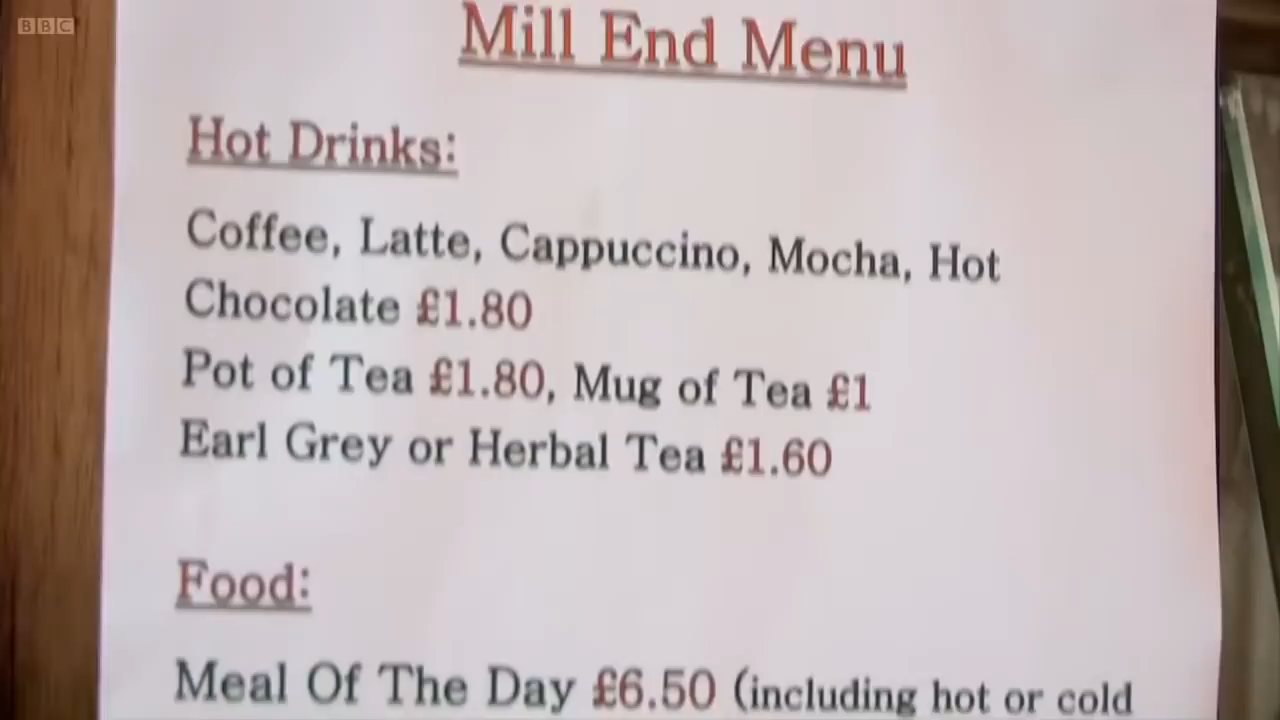 BBC
Mill End Menu
Hot Drinks:
Coffee, Latte, Cappuccino, Mocha, Hot
Chocolate £1.80
Pot of Tea £1.80, Mug of Tea £1
Earl Grey or Herbal Tea £1.60
Food:
Meal Of The Day £6.50 (including hot or cold